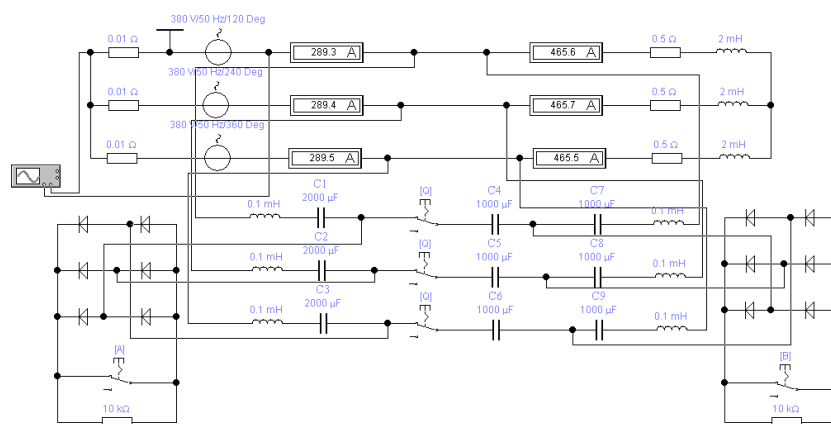 380 V/50 Hz/120 Deg
0.01 Ω
289.3 A
465.6 A
0.5 Ω
2 mH
380 V/50 Hz/240 Deg
0.01 Ω
289.4 A
465.7 A
0.5 Ω
2 mH
380 V/50 Hz/360 Deg
0.01 Ω
289.5 A
465.5 A
0.5 Ω
2 mH
C1
2000 µF
0.1 mH
[Q]
C4
1000 µF
C7
1000 µF
0.1 mH
C2
2000 µF
0.1 mH
[Q]
C5
1000 µF
C8
1000 µF
0.1 mH
C3
2000 µF
0.1 mH
[Q]
C6
1000 µF
C9
1000 µF
0.1 mH
[A]
[B]
10 kΩ
10 kΩ